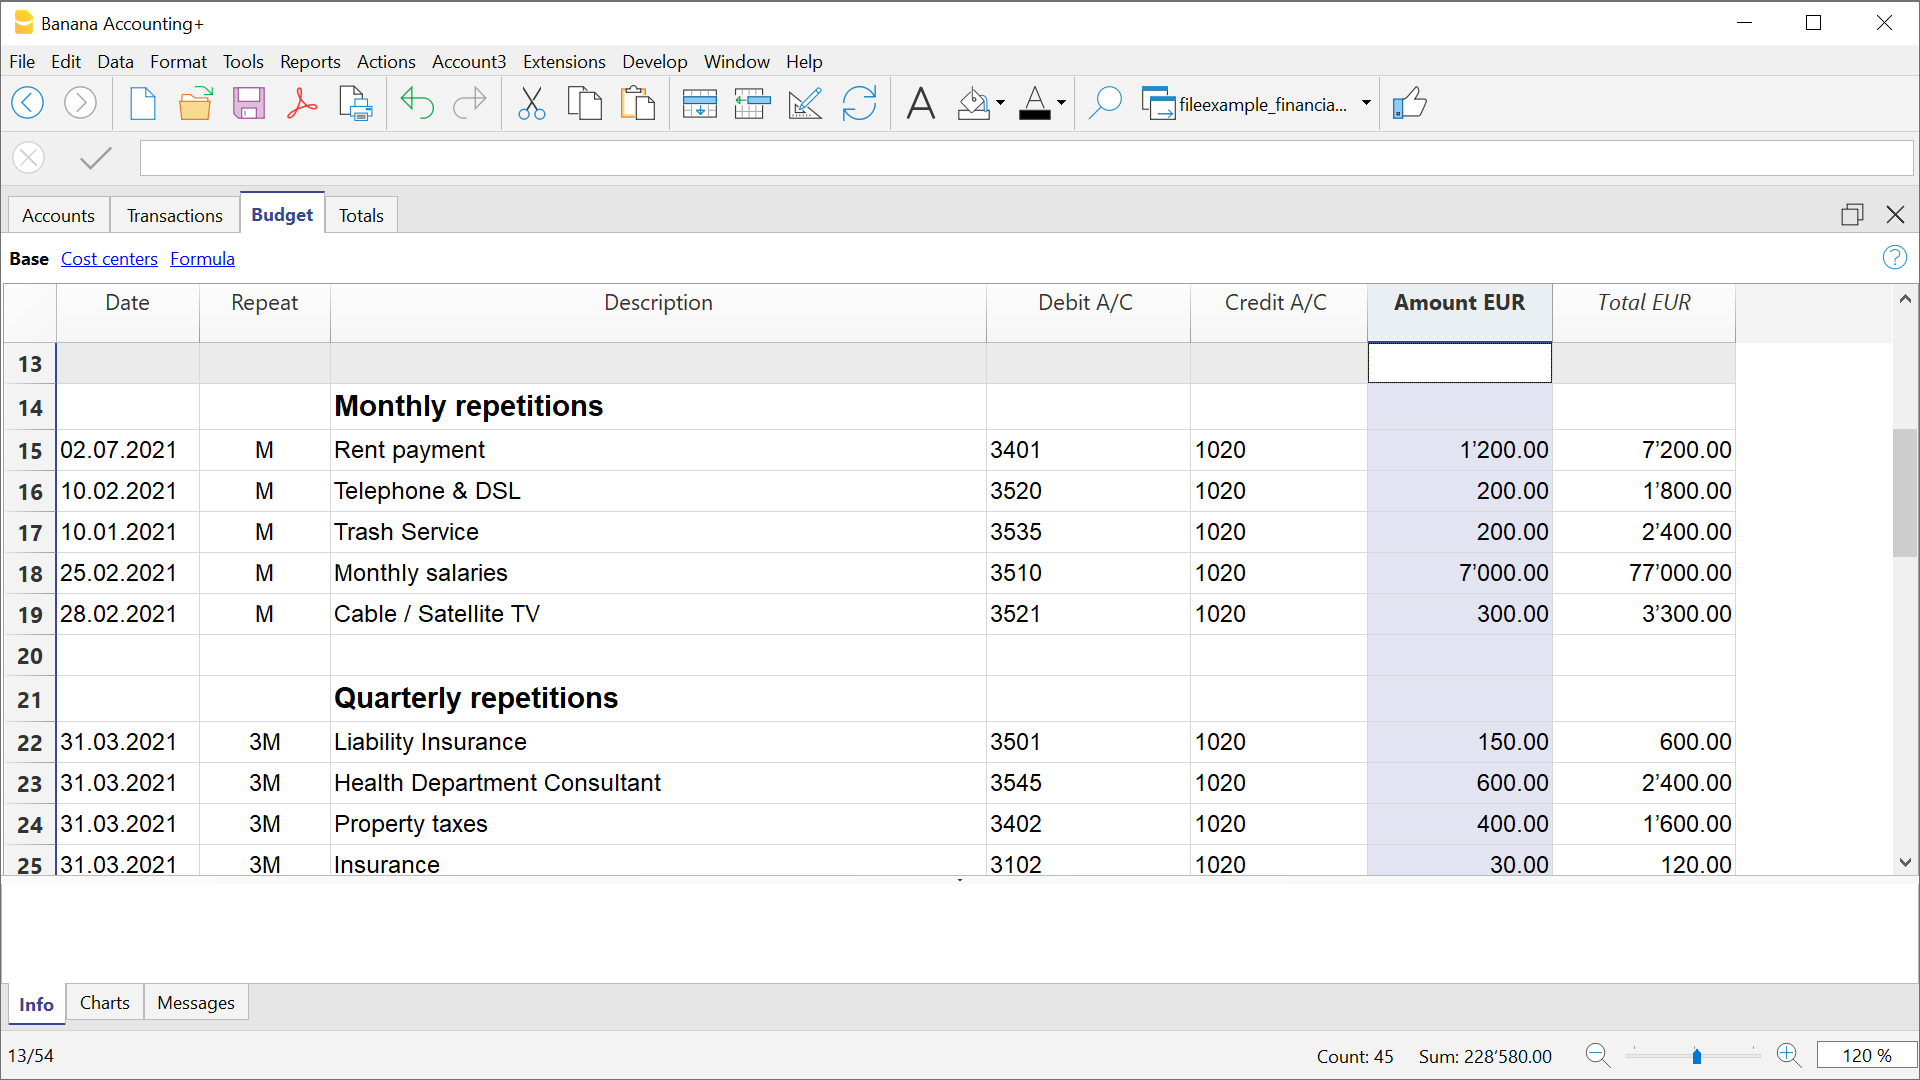 Banana Accounting+
File Edit Data Format Tools Reports Actions Account3 Extensions Develop Window Help
fileexample_financia...
Accounts Transactions Budget Totals
Base Cost centers Formula
Date Repeat Description Debit A/C Credit A/C Amount EUR Total EUR
13
14 Monthly repetitions
15 02.07.2021 M Rent payment 3401 1020 1’200.00 7’200.00
16 10.02.2021 M Telephone & DSL 3520 1020 200.00 1’800.00
17 10.01.2021 M Trash Service 3535 1020 200.00 2’400.00
18 25.02.2021 M Monthly salaries 3510 1020 7’000.00 77’000.00
19 28.02.2021 M Cable / Satellite TV 3521 1020 300.00 3’300.00
20
21 Quarterly repetitions
22 31.03.2021 3M Liability Insurance 3501 1020 150.00 600.00
23 31.03.2021 3M Health Department Consultant 3545 1020 600.00 2’400.00
24 31.03.2021 3M Property taxes 3402 1020 400.00 1’600.00
25 31.03.2021 3M Insurance 3102 1020 30.00 120.00
Info Charts Messages
13/54 Count: 45 Sum: 228’580.00 120 %